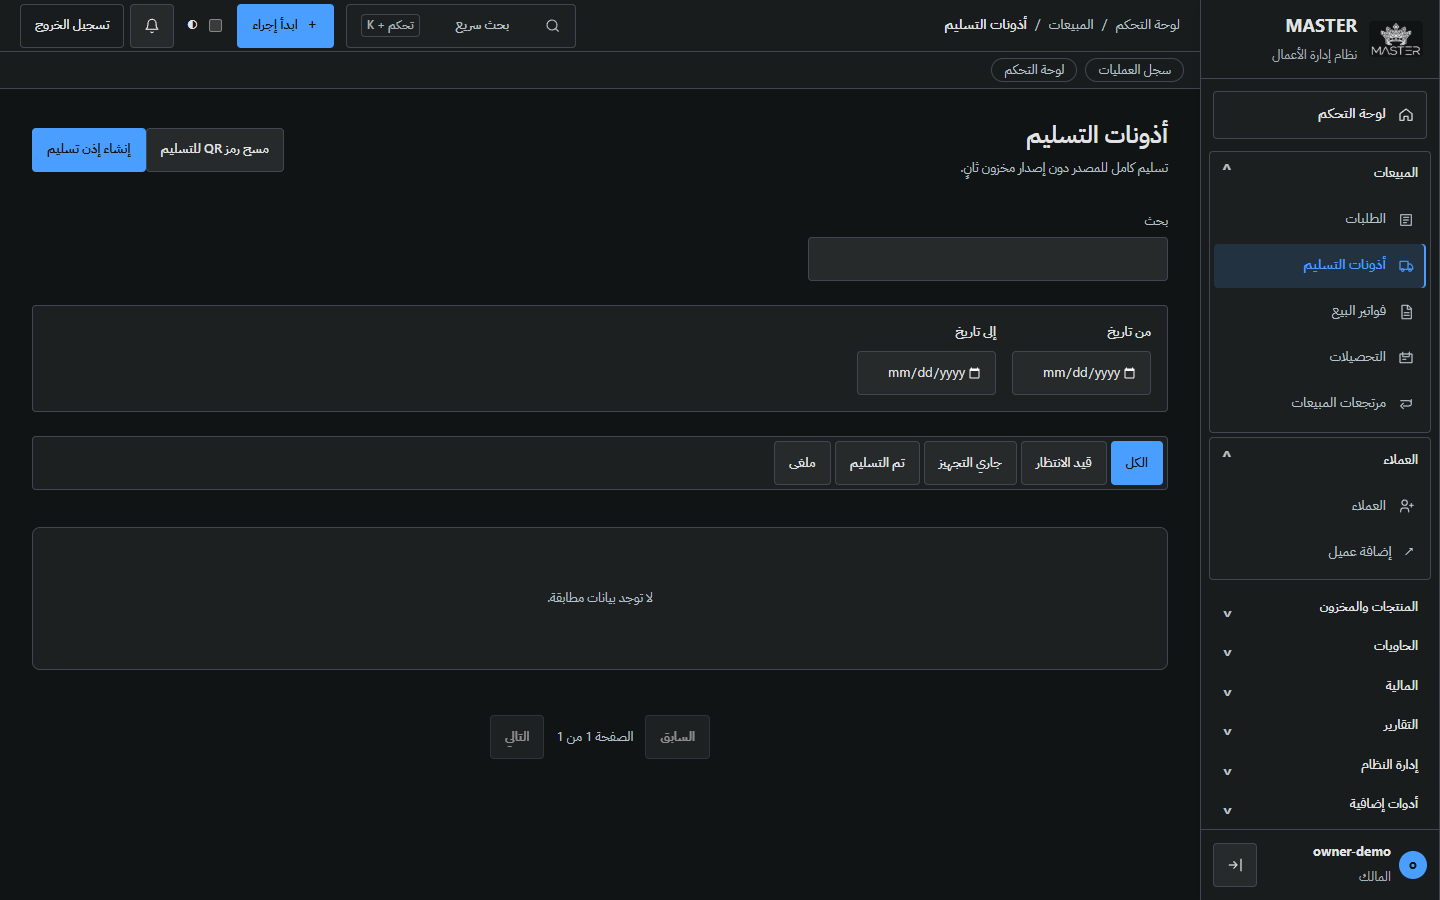 MASTER
نظام إدارة الأعمال
MASTER
لوحة التحكم
المبيعات
الطلبات
أذونات التسليم
فواتير البيع
التحصيلات
مرتجعات المبيعات
العملاء
العملاء
إضافة عميل
المنتجات والمخزون
الحاويات
المالية
التقارير
إدارة النظام
أدوات إضافية
owner-demo
المالك
o
لوحة التحكم / المبيعات / أذونات التسليم
بحث سريع
تحكم + K
+ ابدأ إجراء
تسجيل الخروج
سجل العمليات
لوحة التحكم
أذونات التسليم
تسليم كامل للمصدر دون إصدار مخزون ثانٍ.
مسح رمز QR للتسليم
إنشاء إذن تسليم
بحث
من تاريخ
إلى تاريخ
mm/dd/yyyy
mm/dd/yyyy
الكل
قيد الانتظار
جاري التجهيز
تم التسليم
ملغى
لا توجد بيانات مطابقة.
السابق
الصفحة 1 من 1
التالي